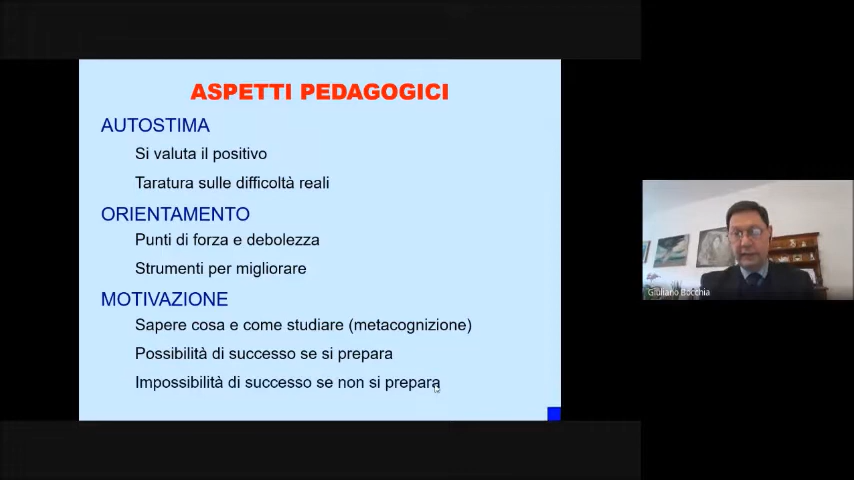 ASPETTI PEDAGOGICI
AUTOSTIMA
Si valuta il positivo
Taratura sulle difficoltà reali
ORIENTAMENTO
Punti di forza e debolezza
Strumenti per migliorare
MOTIVAZIONE
Sapere cosa e come studiare (metacognizione)
Possibilità di successo se si prepara
Impossibilità di successo se non si prepara
Giuliano Bocchia